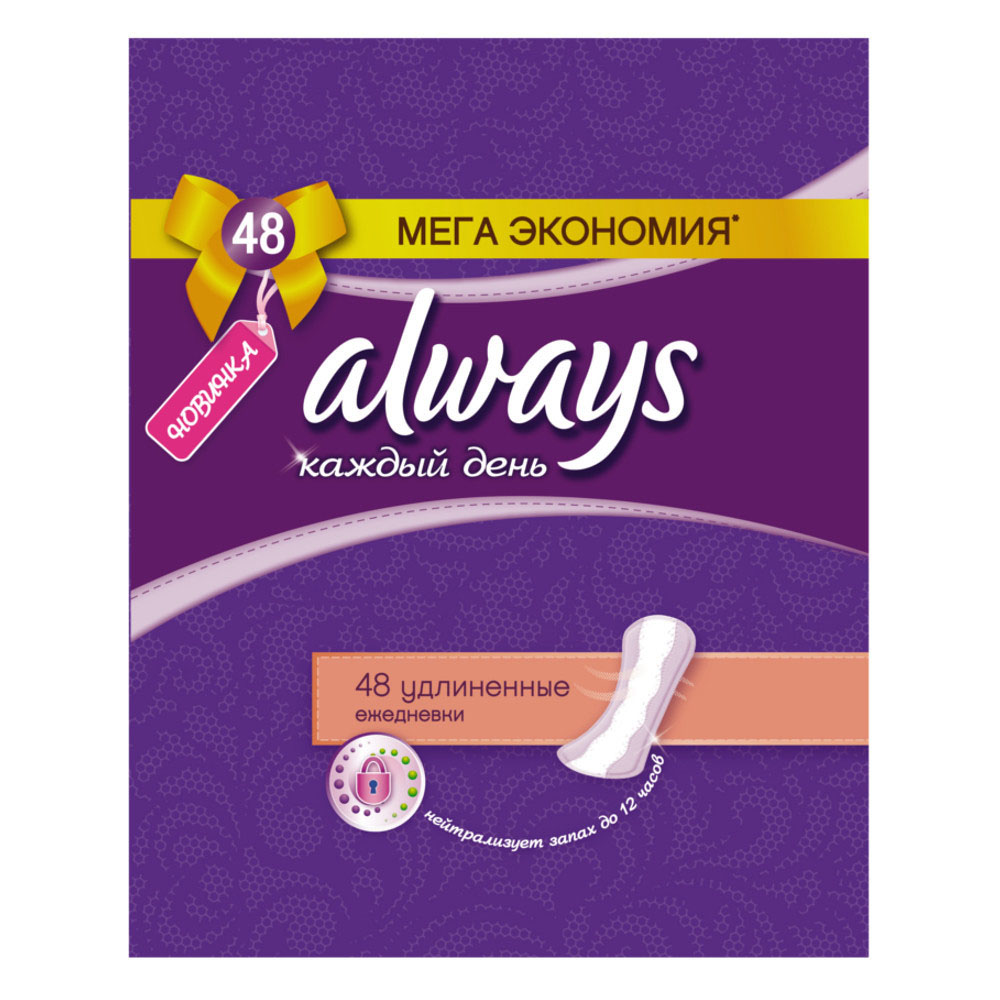 48
МЕГА ЭКОНОМИЯ*
НОВИНКА
always
каждый день
48 удлиненные
ежедневки
нейтрализует запах до 12 часов